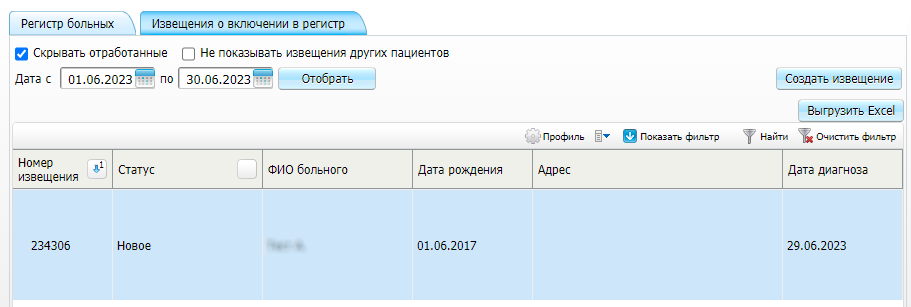 Регистр больных Извещения о включении в регистр
Скрывать отработанные Не показывать извещения других пациентов
Дата с 01.06.2023 по 30.06.2023 Отобрать Создать извещение
Выгрузить Excel
Профиль Показать фильтр Найти Очистить фильтр
Номер извещения 1 Статус ФИО больного Дата рождения Адрес Дата диагноза
234306 Новое 01.06.2017 29.06.2023